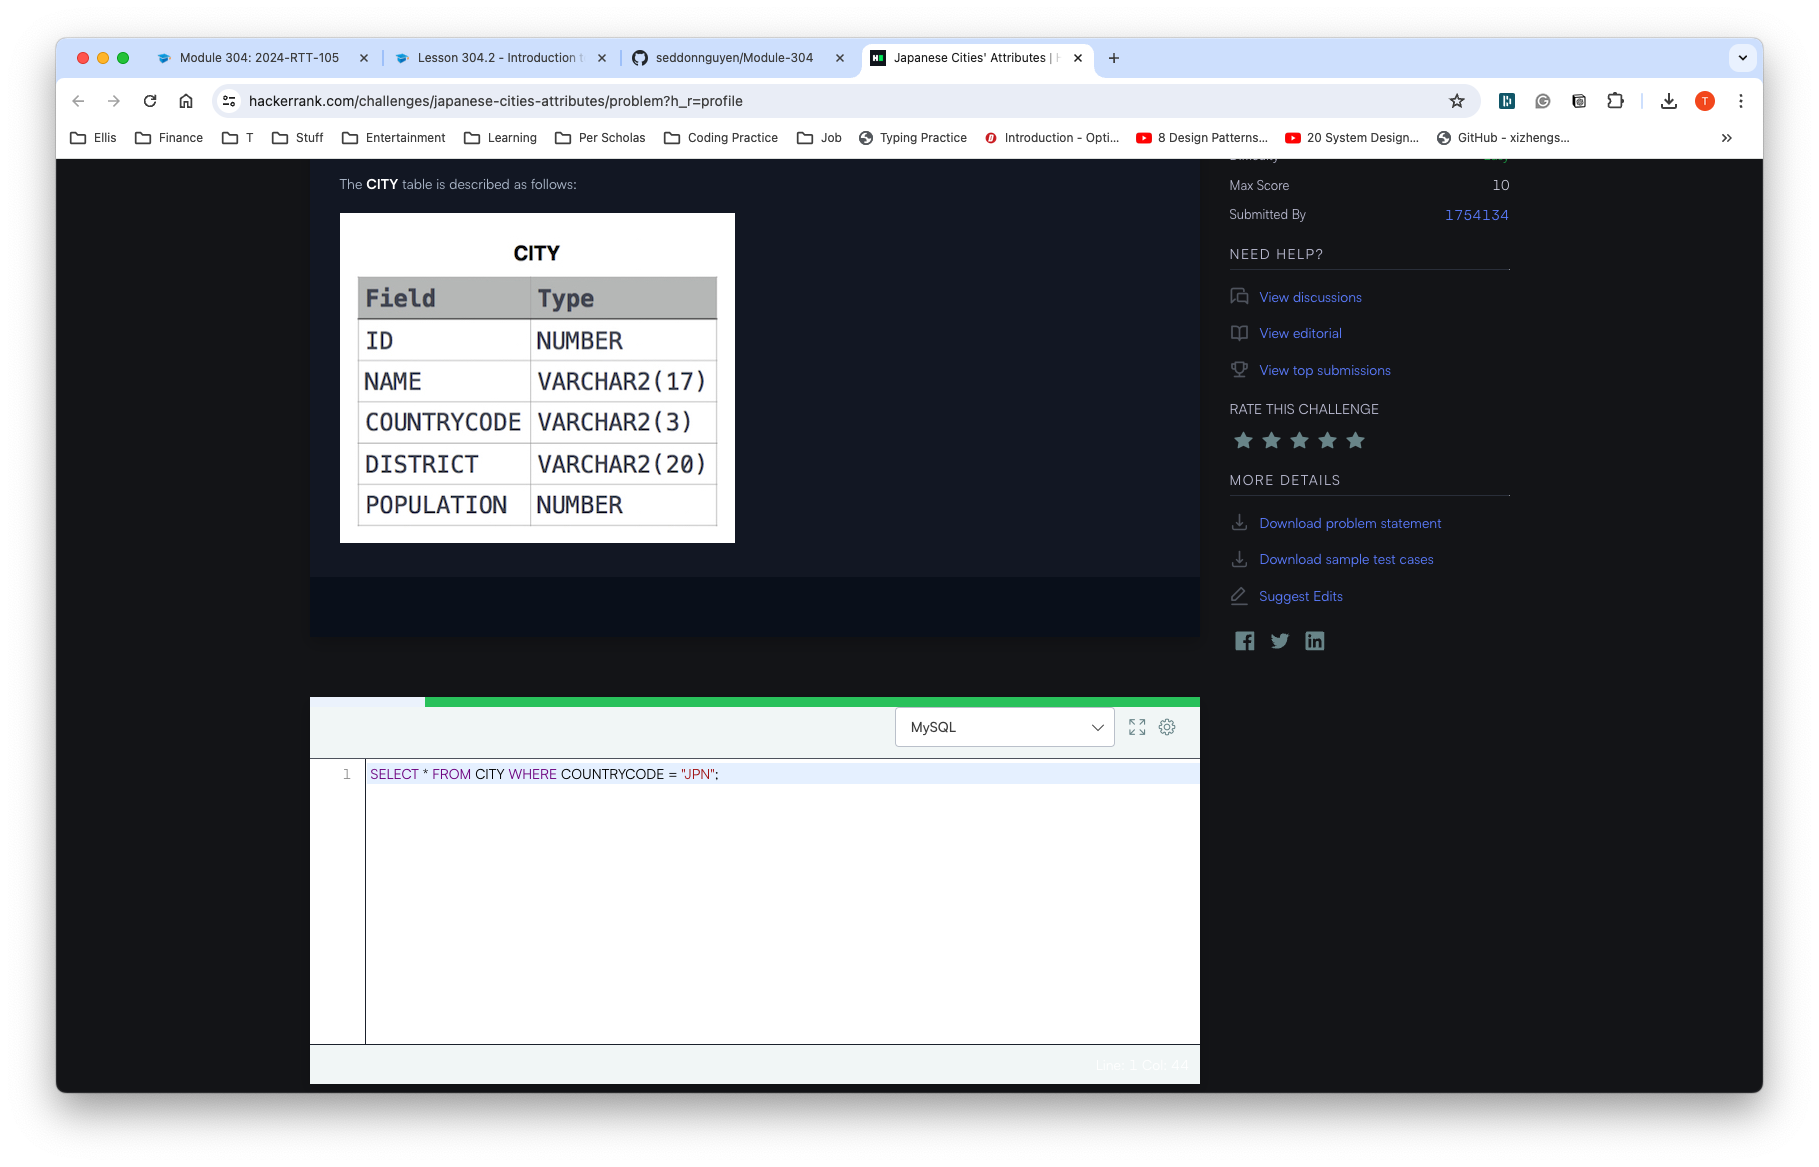 Module 304: 2024-RTT-105
Lesson 304.2 - Introduction t
seddonnguyen/Module-304
Japanese Cities' Attributes |
hackerrank.com/challenges/japanese-cities-attributes/problem?h_r=profile
T
Ellis
Finance
T
Stuff
Entertainment
Learning
Per Scholas
Coding Practice
Job
Typing Practice
Introduction - Opti...
8 Design Patterns...
20 System Design...
GitHub - xizhengs...
The CITY table is described as follows:
CITY
Field Type
ID NUMBER
NAME VARCHAR2(17)
COUNTRYCODE VARCHAR2(3)
DISTRICT VARCHAR2(20)
POPULATION NUMBER
Max Score 10
Submitted By 1754134
NEED HELP?
View discussions
View editorial
View top submissions
RATE THIS CHALLENGE
MORE DETAILS
Download problem statement
Download sample test cases
Suggest Edits
MySQL
1 SELECT * FROM CITY WHERE COUNTRYCODE = "JPN";
Line: 1 Col: 44